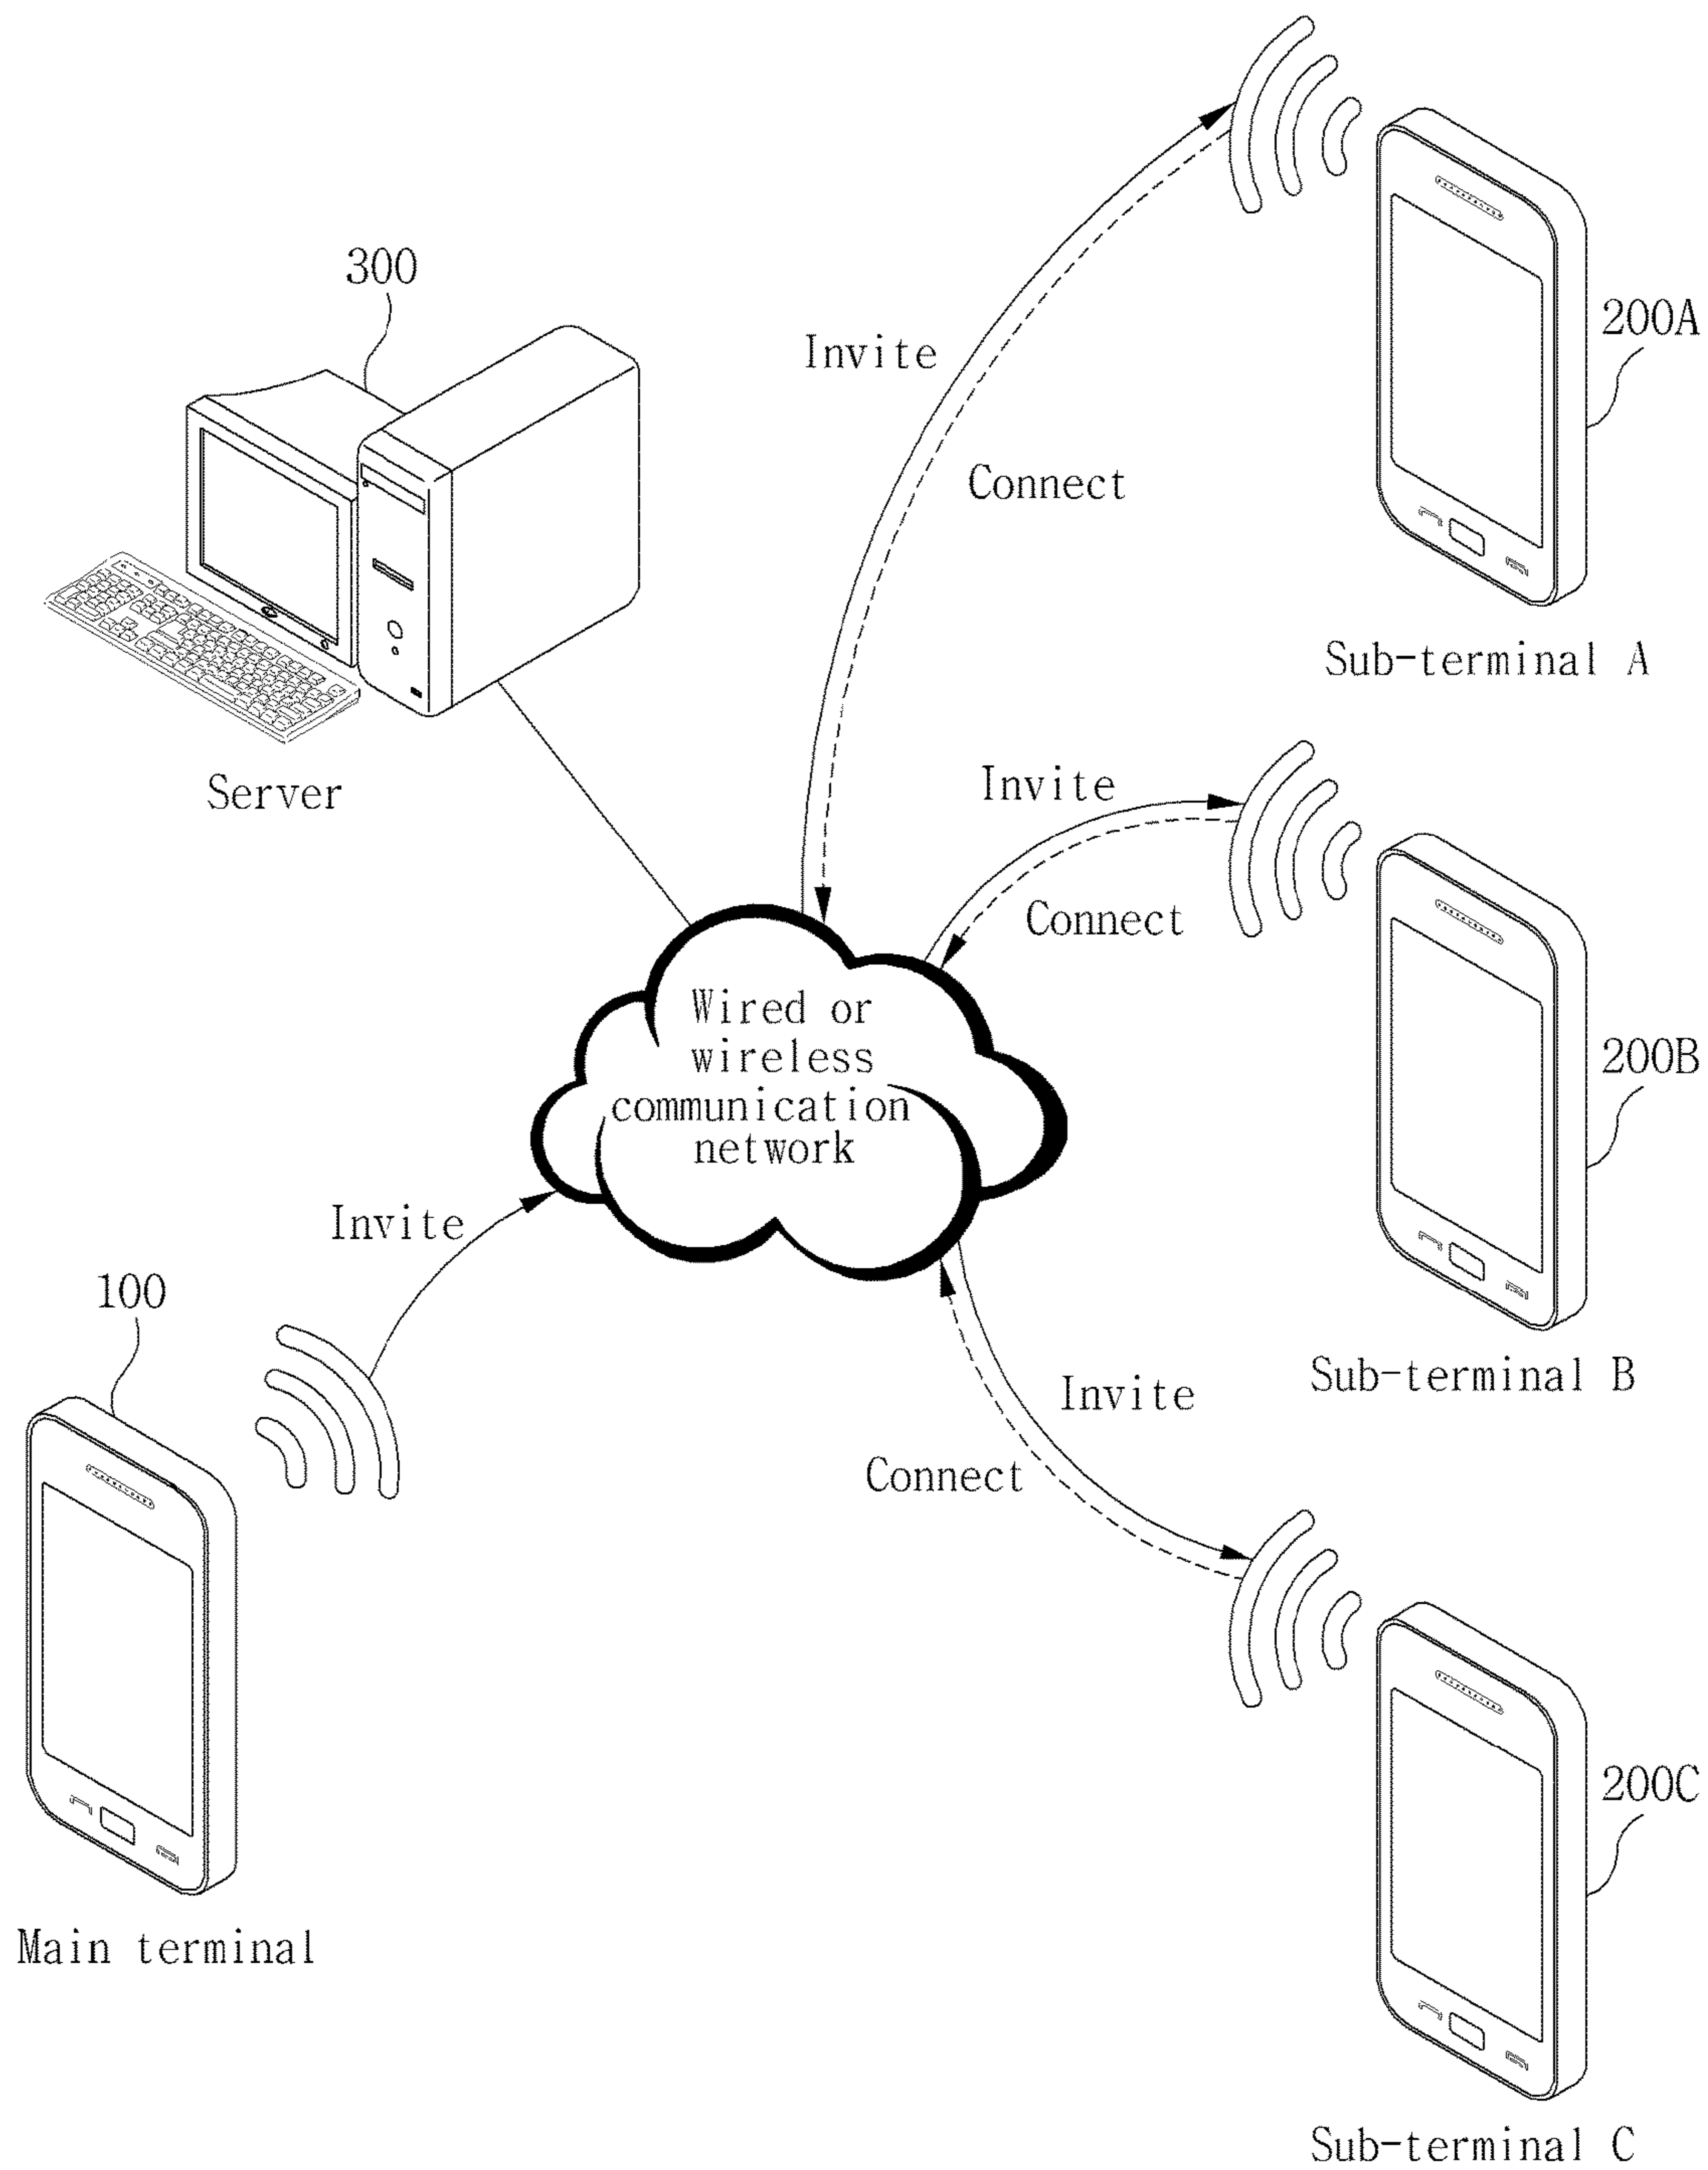 300
Invite
200A
Connect
Sub-terminal A
Server
Invite
Connect
Wired or
wireless
communication
network
200B
Invite
100
Sub-terminal B
Invite
Connect
200C
Main terminal
Sub-terminal C